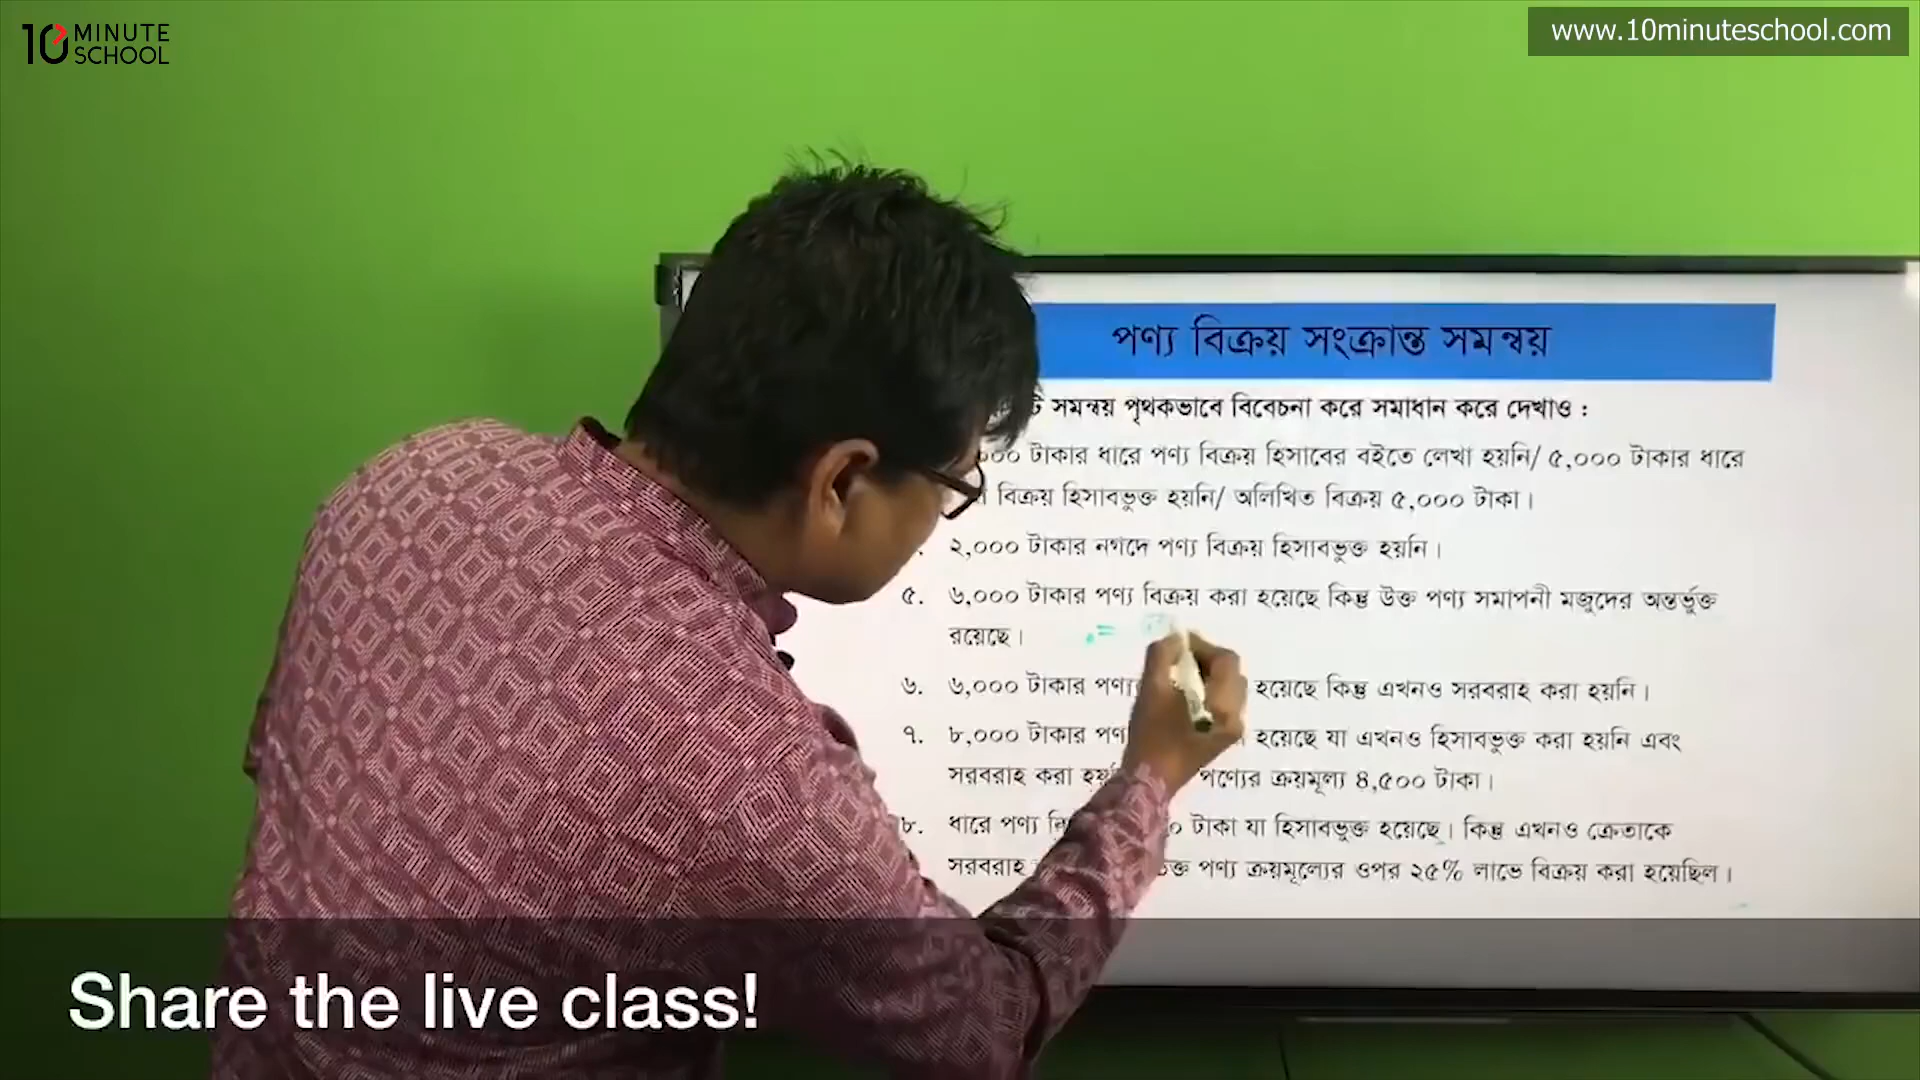 10 MINUTE SCHOOL
www.10minuteschool.com
পণ্য বিক্রয় সংক্রান্ত সমন্বয়
সমন্বয় পৃথকভাবে বিবেচনা করে সমাধান করে দেখাও :
টাকার ধারে পণ্য বিক্রয় হিসাবের বইতে লেখা হয়নি/ ৫,০০০ টাকার ধারে
বিক্রয় হিসাবভুক্ত হয়নি/ অলিখিত বিক্রয় ৫,০০০ টাকা।
২,০০০ টাকার নগদে পণ্য বিক্রয় হিসাবভুক্ত হয়নি।
৫. ৬,০০০ টাকার পণ্য বিক্রয় করা হয়েছে কিন্তু উক্ত পণ্য সমাপনী মজুদের অন্তর্ভুক্ত
রয়েছে।
৬. ৬,০০০ টাকার পণ্য হয়েছে কিন্তু এখনও সরবরাহ করা হয়নি।
৭. ৮,০০০ টাকার হয়েছে যা এখনও হিসাবভুক্ত করা হয়নি এবং
সরবরাহ করা পণ্যের ক্রয়মূল্য ৪,৫০০ টাকা।
৮. ধারে পণ্য টাকা যা হিসাবভুক্ত হয়েছে। কিন্তু এখনও ক্রেতাকে
সরবরাহ পণ্য ক্রয়মূল্যের ওপর ২৫% লাভে বিক্রয় করা হয়েছিল।
Share the live class!